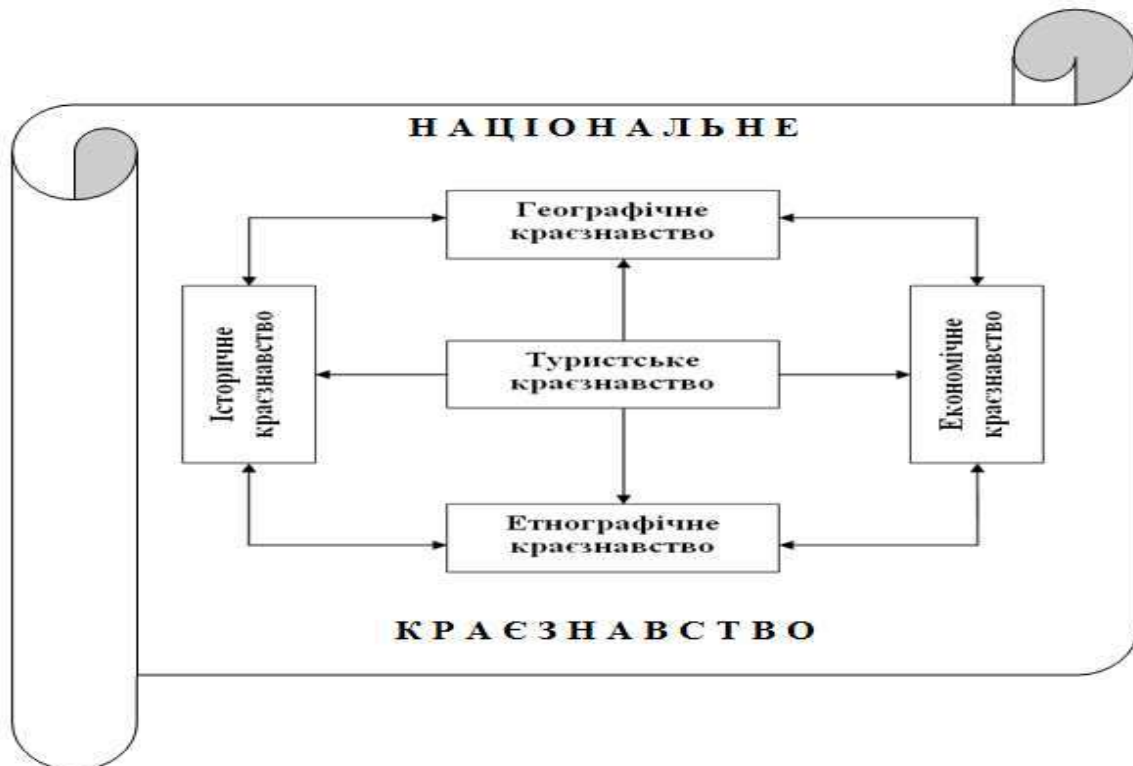 НАЦІОНАЛЬНЕ
Географічне
краєзнавство
Історичне
краєзнавство
Туристське
краєзнавство
Економічне
краєзнавство
Етнографічне
краєзнавство
КРАЄЗНАВСТВО